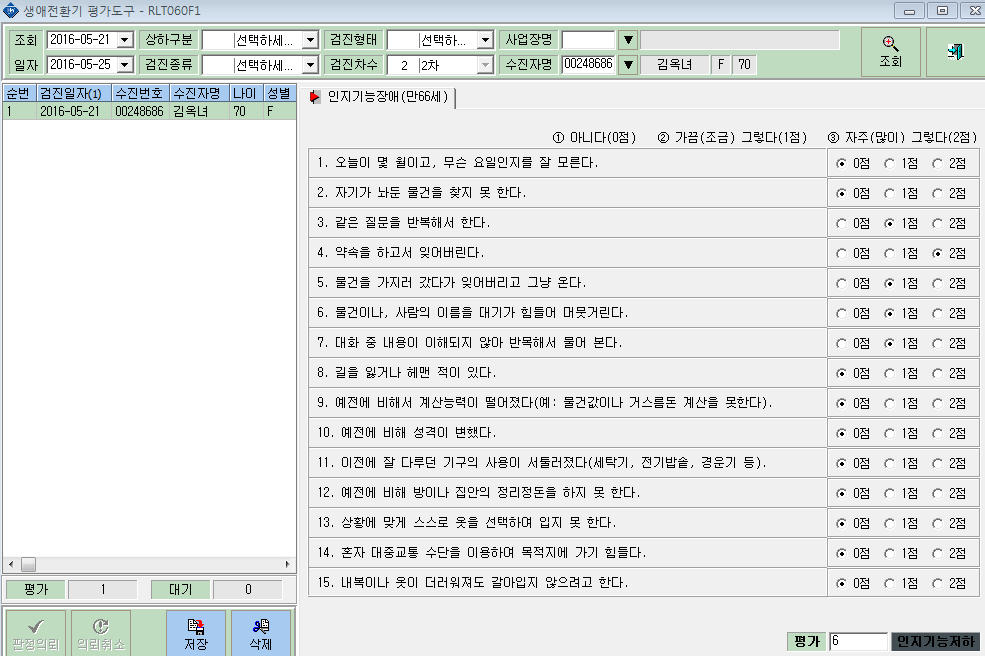 생애전환기 평가도구 - RLT060F1
조회 2016-05-21 상하구분 선택하세... 검진형태 선택하... 사업장명
일자 2016-05-25 검진종류 선택하세... 검진차수 2 2차 수진자명 00248686 김옥녀 F 70
조회
순번 검진일자(1) 수진번호 수진자명 나이 성별
1 2016-05-21 00248686 김옥녀 70 F
인지기능장애(만66세)
① 아니다(0점) ② 가끔(조금) 그렇다(1점) ③ 자주(많이) 그렇다(2점)
1. 오늘이 몇 월이고, 무슨 요일인지를 잘 모른다. 0점 1점 2점
2. 자기가 놔둔 물건을 찾지 못 한다. 0점 1점 2점
3. 같은 질문을 반복해서 한다. 0점 1점 2점
4. 약속을 하고서 잊어버린다. 0점 1점 2점
5. 물건을 가지러 갔다가 잊어버리고 그냥 온다. 0점 1점 2점
6. 물건이나, 사람의 이름을 대기가 힘들어 머뭇거린다. 0점 1점 2점
7. 대화 중 내용이 이해되지 않아 반복해서 물어 본다. 0점 1점 2점
8. 길을 잃거나 헤맨 적이 있다. 0점 1점 2점
9. 예전에 비해서 계산능력이 떨어졌다(예: 물건값이나 거스름돈 계산을 못한다). 0점 1점 2점
10. 예전에 비해 성격이 변했다. 0점 1점 2점
11. 이전에 잘 다루던 기구의 사용이 서툴러졌다(세탁기, 전기밥솥, 경운기 등). 0점 1점 2점
12. 예전에 비해 방이나 집안의 정리정돈을 하지 못 한다. 0점 1점 2점
13. 상황에 맞게 스스로 옷을 선택하여 입지 못 한다. 0점 1점 2점
14. 혼자 대중교통 수단을 이용하여 목적지에 가기 힘들다. 0점 1점 2점
15. 내복이나 옷이 더러워져도 갈아입지 않으려고 한다. 0점 1점 2점
평가 1 대기 0
판정의뢰 의뢰취소 저장 삭제
평가 6 인지기능저하